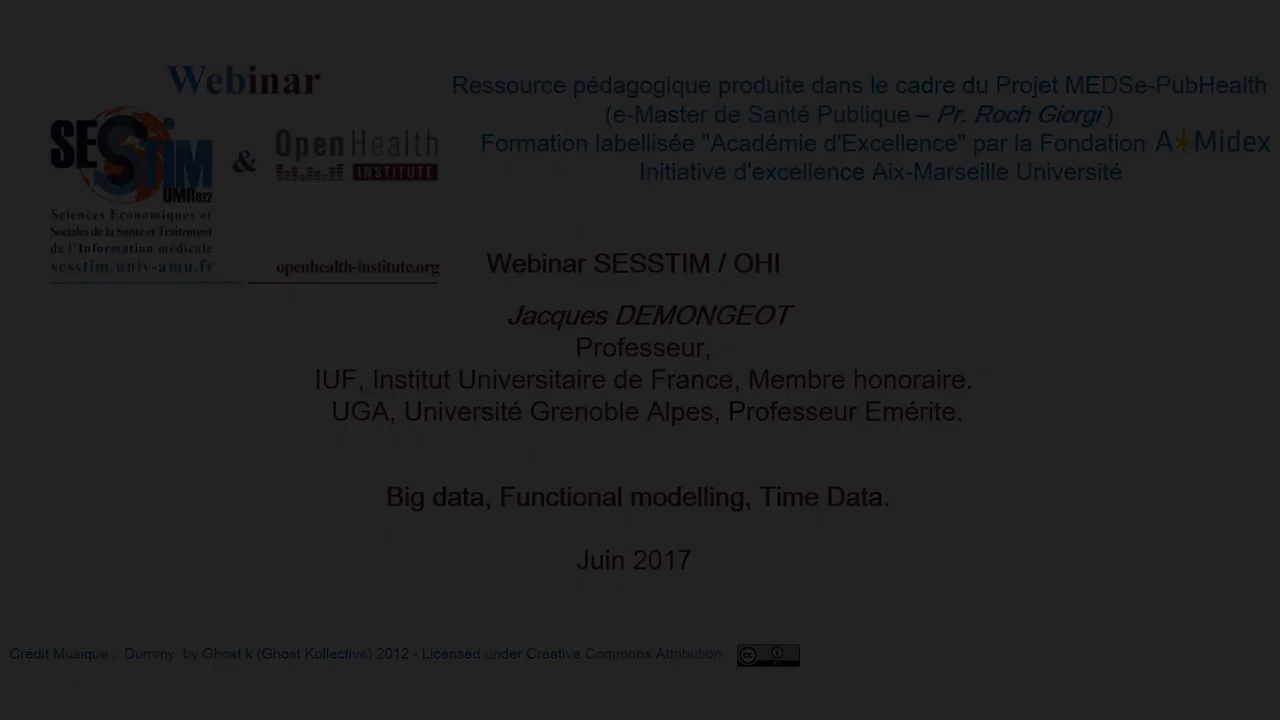 Webinar
SESSTIM
UMR912
&
OpenHealth
INSTITUTE
Sciences Economiques et
Sociales de la Santé et Traitement
de l'Information médicale
sesstim.univ-amu.fr
openhealth-institute.org
Ressource pédagogique produite dans le cadre du Projet MEDSe-PubHealth
(e-Master de Santé Publique – Pr. Roch Giorgi )
Formation labellisée "Académie d'Excellence" par la Fondation A*Midex
Initiative d'excellence Aix-Marseille Université
Webinar SESSTIM / OHI
Jacques DEMONGEOT
Professeur,
IUF, Institut Universitaire de France, Membre honoraire.
UGA, Université Grenoble Alpes, Professeur Emérite.
Big data, Functional modelling, Time Data.
Juin 2017
Crédit Musique : Dummy by Ghost k (Ghost Kollective) 2012 - Licensed under Creative Commons Attribution
cc